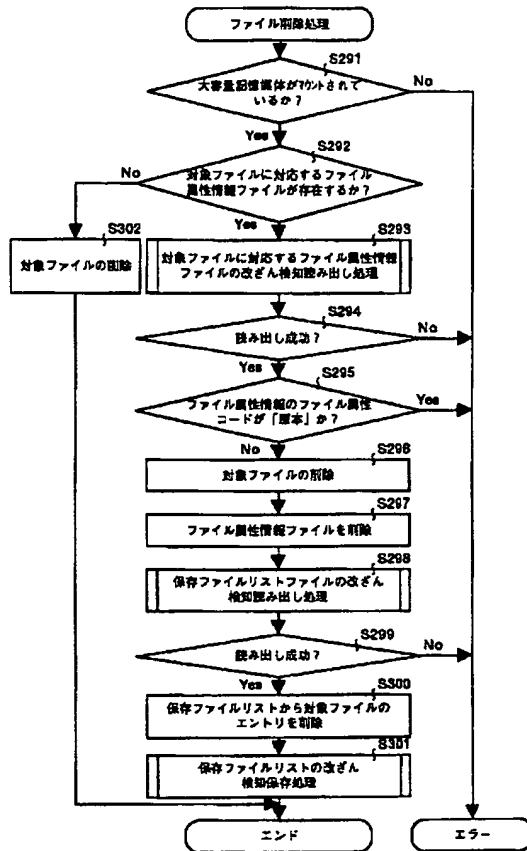 ファイル削除処理
S291
大容量記憶媒体がマウントされて
いるか?
No
Yes
S292
対象ファイルに対応するファイル
属性情報ファイルが存在するか?
No
Yes
S302
対象ファイルの削除
S293
対象ファイルに対応するファイル属性情報
ファイルの改ざん検知読み出し処理
S294
読み出し成功?
No
Yes
S295
ファイル属性情報のファイル属性
コードが「原本」か?
Yes
No
S296
対象ファイルの削除
S297
ファイル属性情報ファイルを削除
S298
保存ファイルリストファイルの改ざん
検知読み出し処理
S299
読み出し成功?
No
Yes
S300
保存ファイルリストから対象ファイルの
エントリを削除
S301
保存ファイルリストの改ざん
検知保存処理
エンド
エラー